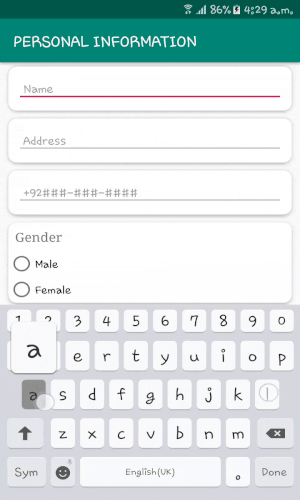 86% 4:29 a.m.
PERSONAL INFORMATION
Name
Address
+92###-###-####
Gender
Male
Female
1 2 3 4 5 6 7 8 9 0
a e r t y u i o p
a s d f g h j k l
z x c v b n m
Sym English(UK) . Done